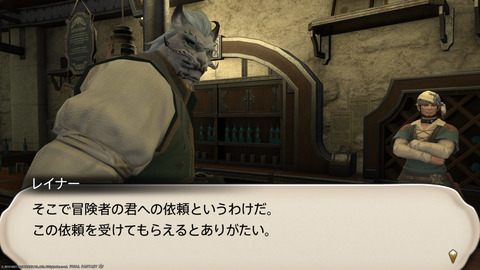 レイナー
そこで冒険者の君への依頼というわけだ。
この依頼を受けてもらえるとありがたい。